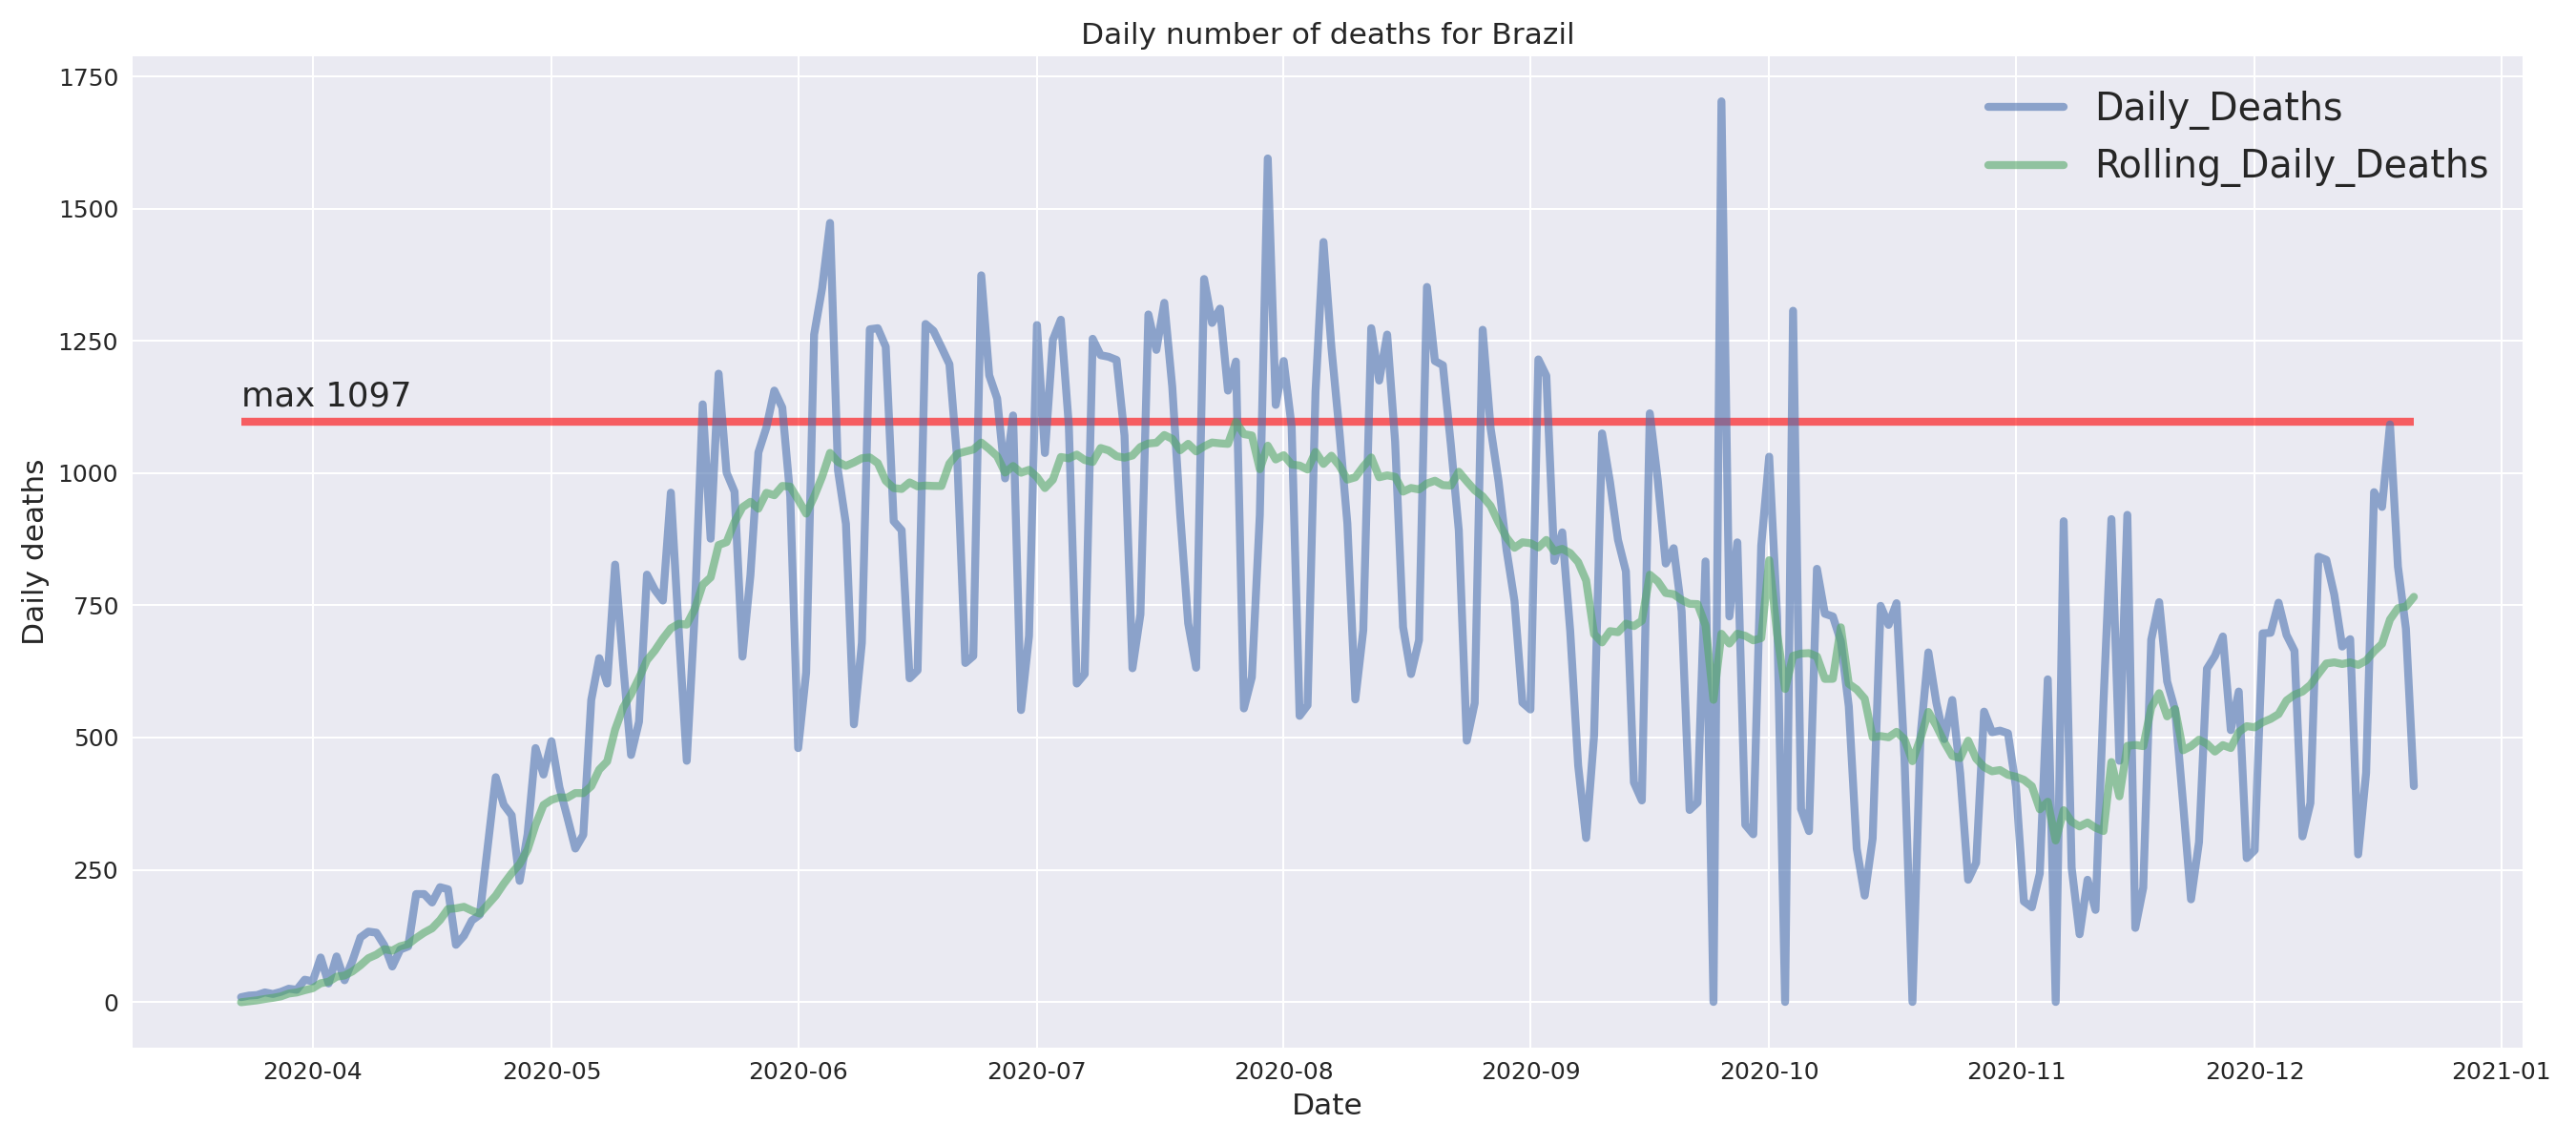 Daily number of deaths for Brazil
1750
1500
1250
1000
750
500
250
0
Daily deaths
max 1097
Daily_Deaths
Rolling_Daily_Deaths
2020-04 2020-05 2020-06 2020-07 2020-08 2020-09 2020-10 2020-11 2020-12 2021-01
Date